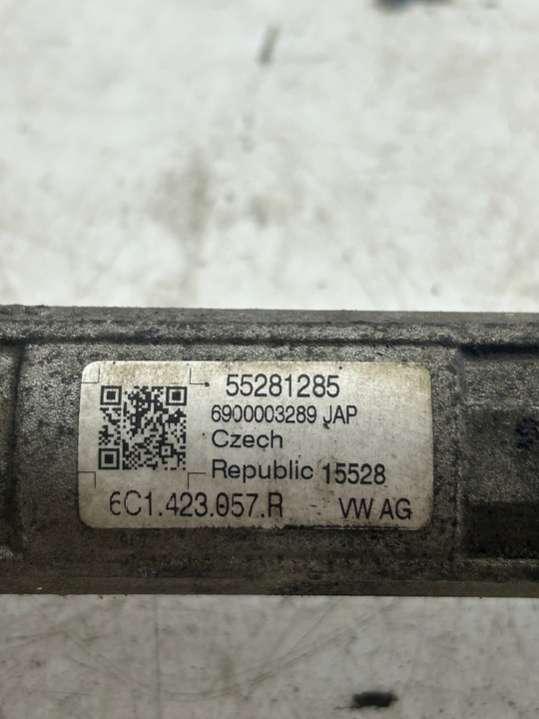 55281285
6900003289 JAP
Czech
Republic 15528
6C1.423.057.R VW AG